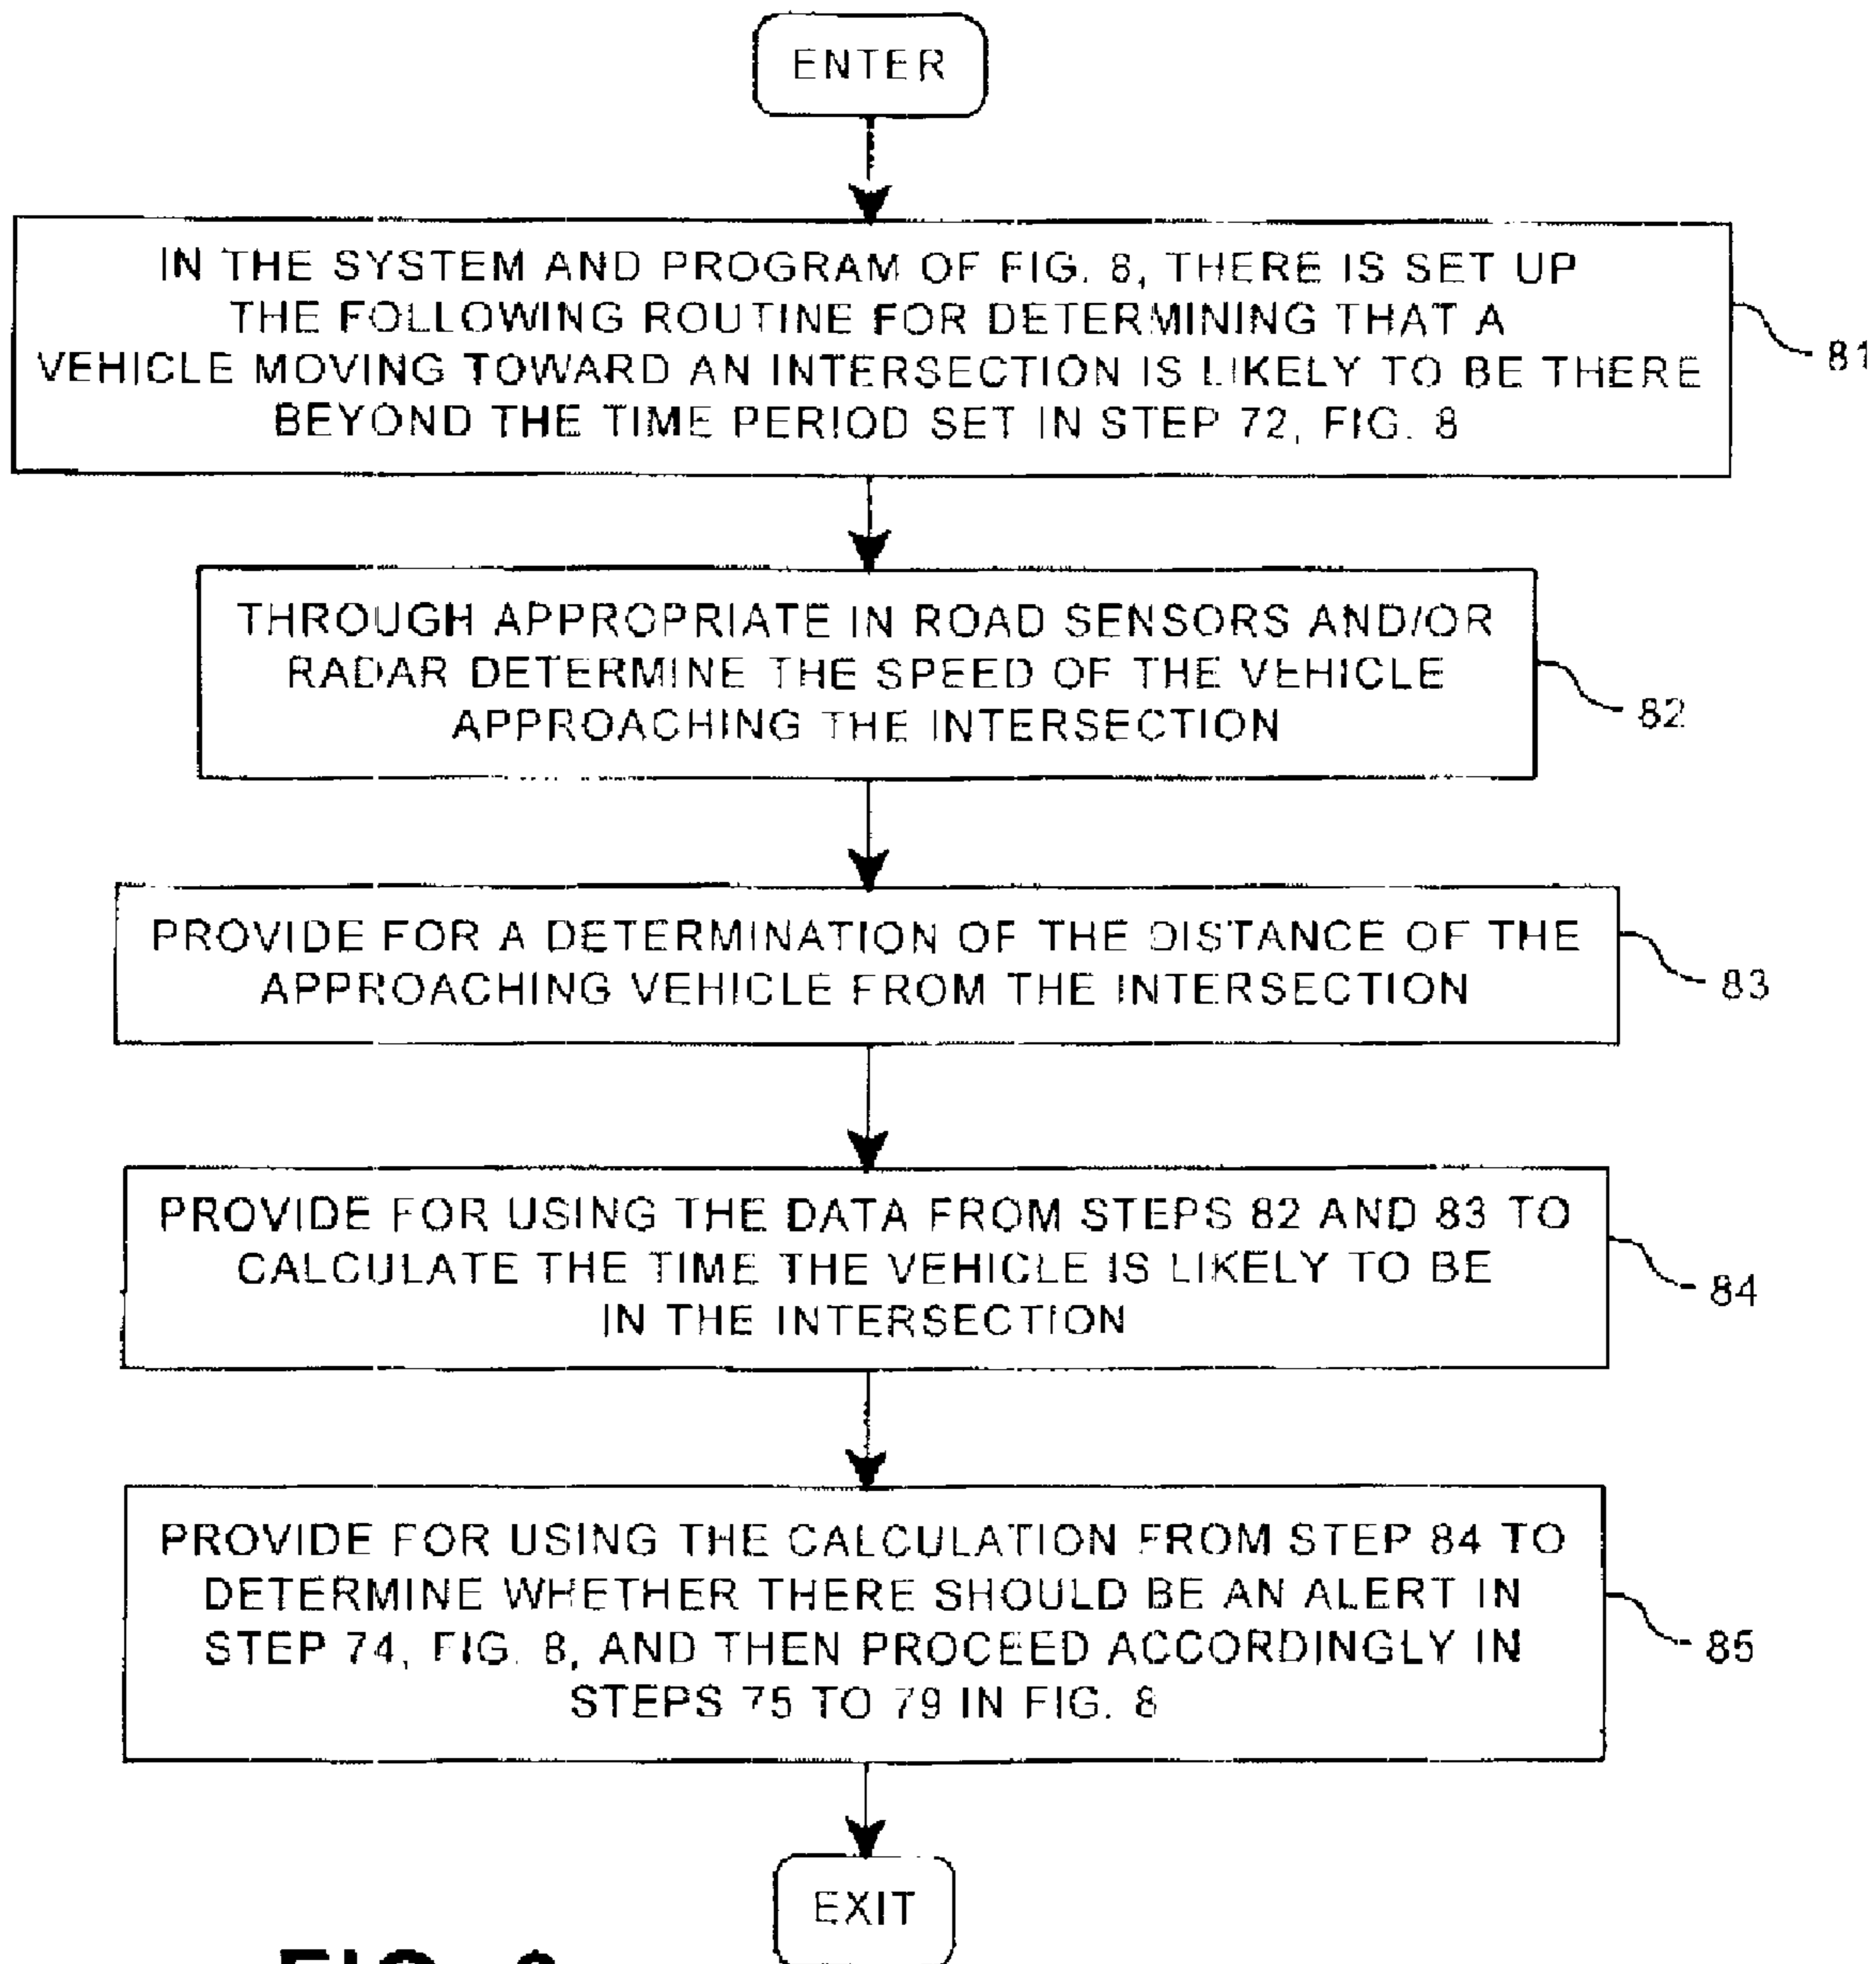 ENTER
IN THE SYSTEM AND PROGRAM OF FIG. 8, THERE IS SET UP
THE FOLLOWING ROUTINE FOR DETERMINING THAT A
VEHICLE MOVING TOWARD AN INTERSECTION IS LIKELY TO BE THERE
BEYOND THE TIME PERIOD SET IN STEP 72, FIG. 8
81
THROUGH APPROPRIATE IN ROAD SENSORS AND/OR
RADAR DETERMINE THE SPEED OF THE VEHICLE
APPROACHING THE INTERSECTION
82
PROVIDE FOR A DETERMINATION OF THE DISTANCE OF THE
APPROACHING VEHICLE FROM THE INTERSECTION
83
PROVIDE FOR USING THE DATA FROM STEPS 82 AND 83 TO
CALCULATE THE TIME THE VEHICLE IS LIKELY TO BE
IN THE INTERSECTION
84
PROVIDE FOR USING THE CALCULATION FROM STEP 84 TO
DETERMINE WHETHER THERE SHOULD BE AN ALERT IN
STEP 74, FIG. 8, AND THEN PROCEED ACCORDINGLY IN
STEPS 75 TO 79 IN FIG. 8
85
EXIT
FIG.